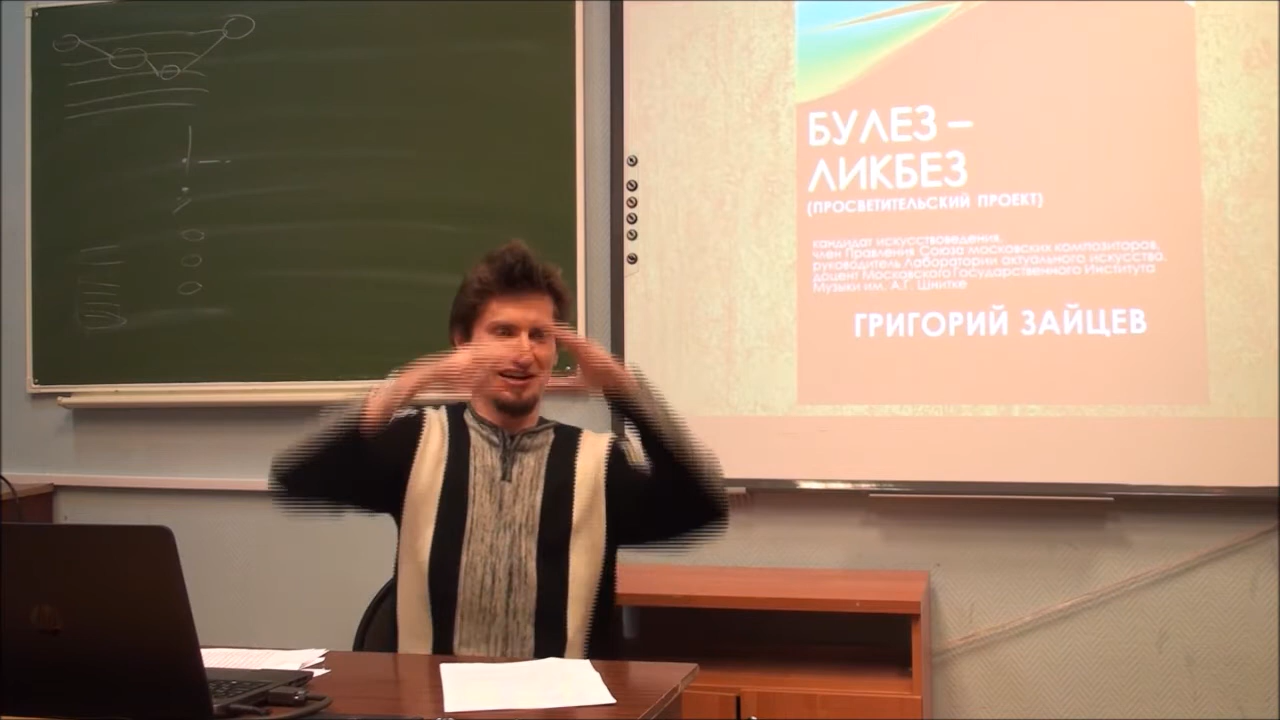 БУЛЕЗ –
ЛИКБЕЗ
(ПРОСВЕТИТЕЛЬСКИЙ ПРОЕКТ)
кандидат искусствоведения,
член Правления Союза московских композиторов,
руководитель Лаборатории актуального искусства,
доцент Московского Государственного Института
Музыки им. А.Г. Шнитке
ГРИГОРИЙ ЗАЙЦЕВ